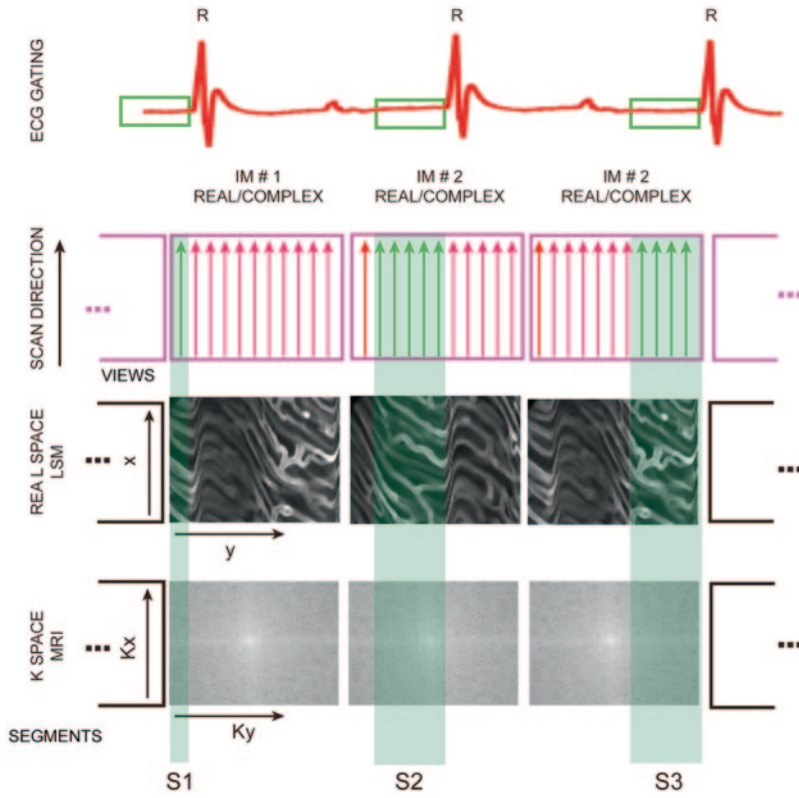 R R R
ECG GATING
IM # 1
REAL/COMPLEX
IM # 2
REAL/COMPLEX
IM # 2
REAL/COMPLEX
SCAN DIRECTION
VIEWS
REA L SPACE
LSM
x
y
K SPACE
MRI
Kx
Ky
SEGMENTS
S1 S2 S3